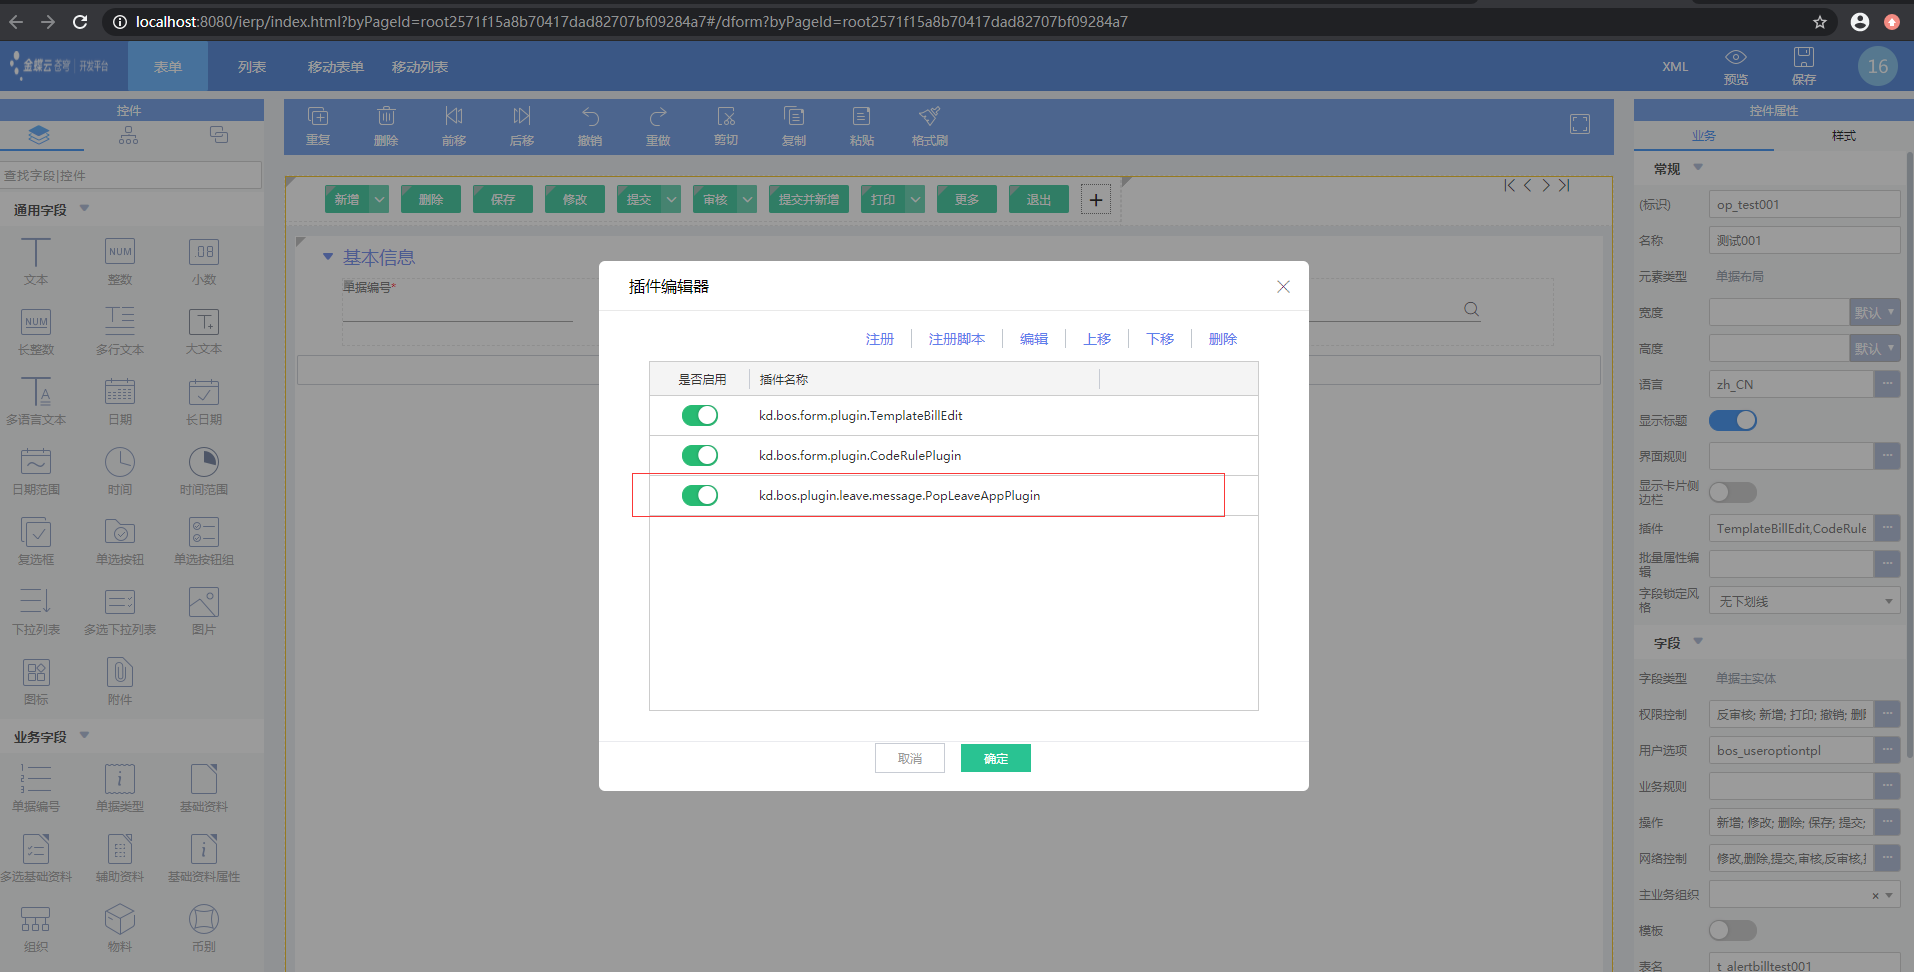 localhost:8080/ierp/index.html?byPageId=root2571f15a8b70417dad82707bf09284a7#/dform?byPageId=root2571f15a8b70417dad82707bf09284a7
金蝶云 苍穹 | 开发平台
表单 列表 移动表单 移动列表
XML 预览 保存 16
控件
查找字段|控件
通用字段
文本 整数 小数
NUM .08
长整数 多行文本 大文本
NUM
多语言文本 日期 长日期
日期范围 时间 时间范围
复选框 单选按钮 单选按钮组
下拉列表 多选下拉列表 图片
图标 附件
业务字段
单据编号 单据类型 基础资料
多选基础资料 辅助资料 基础资料属性
组织 物料 币别
重复 删除 前移 后移 撤销 重做 剪切 复制 粘贴 格式刷
新增 删除 保存 修改 提交 审核 提交并新增 打印 更多 退出 +
基本信息
单据编号*
插件编辑器
注册 注册脚本 编辑 上移 下移 删除
是否启用 插件名称
kd.bos.form.plugin.TemplateBillEdit
kd.bos.form.plugin.CodeRulePlugin
kd.bos.plugin.leave.message.PopLeaveAppPlugin
取消 确定
控件属性
业务 样式
常规
(标识) op_test001
名称 测试001
元素类型 单据布局
宽度 默认
高度 默认
语言 zh_CN
显示标题
界面规则
显示卡片侧
边栏
插件 TemplateBillEdit,CodeRule
批量属性编
辑
字段锁定风
格
无下划线
字段
字段类型 单据主实体
权限控制 反审核; 新增; 打印; 撤销; 删
用户选项 bos_useroptiontpl
业务规则
操作 新增; 修改; 删除; 保存; 提交;
网络控制 修改,删除,提交,审核,反审核,
主业务组织
模板
表名 t_alertbilltest001